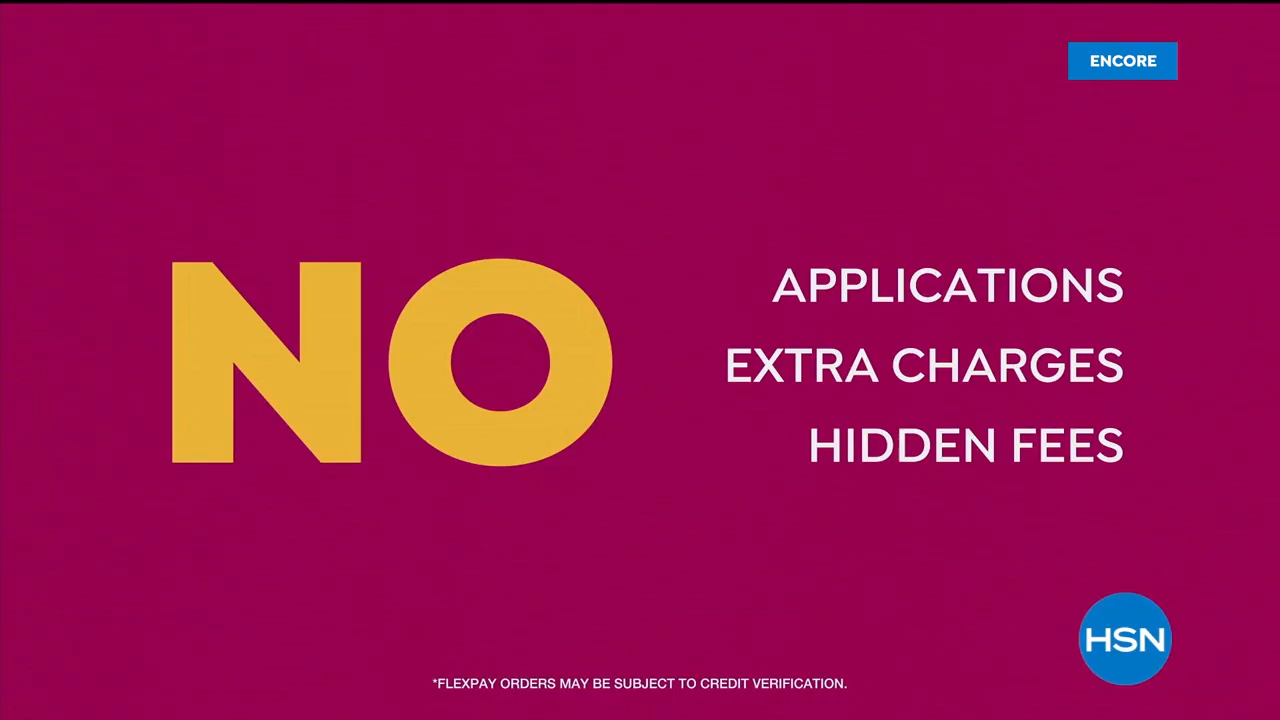 ENCORE
NO
APPLICATIONS
EXTRA CHARGES
HIDDEN FEES
HSN
*FLEXPAY ORDERS MAY BE SUBJECT TO CREDIT VERIFICATION.